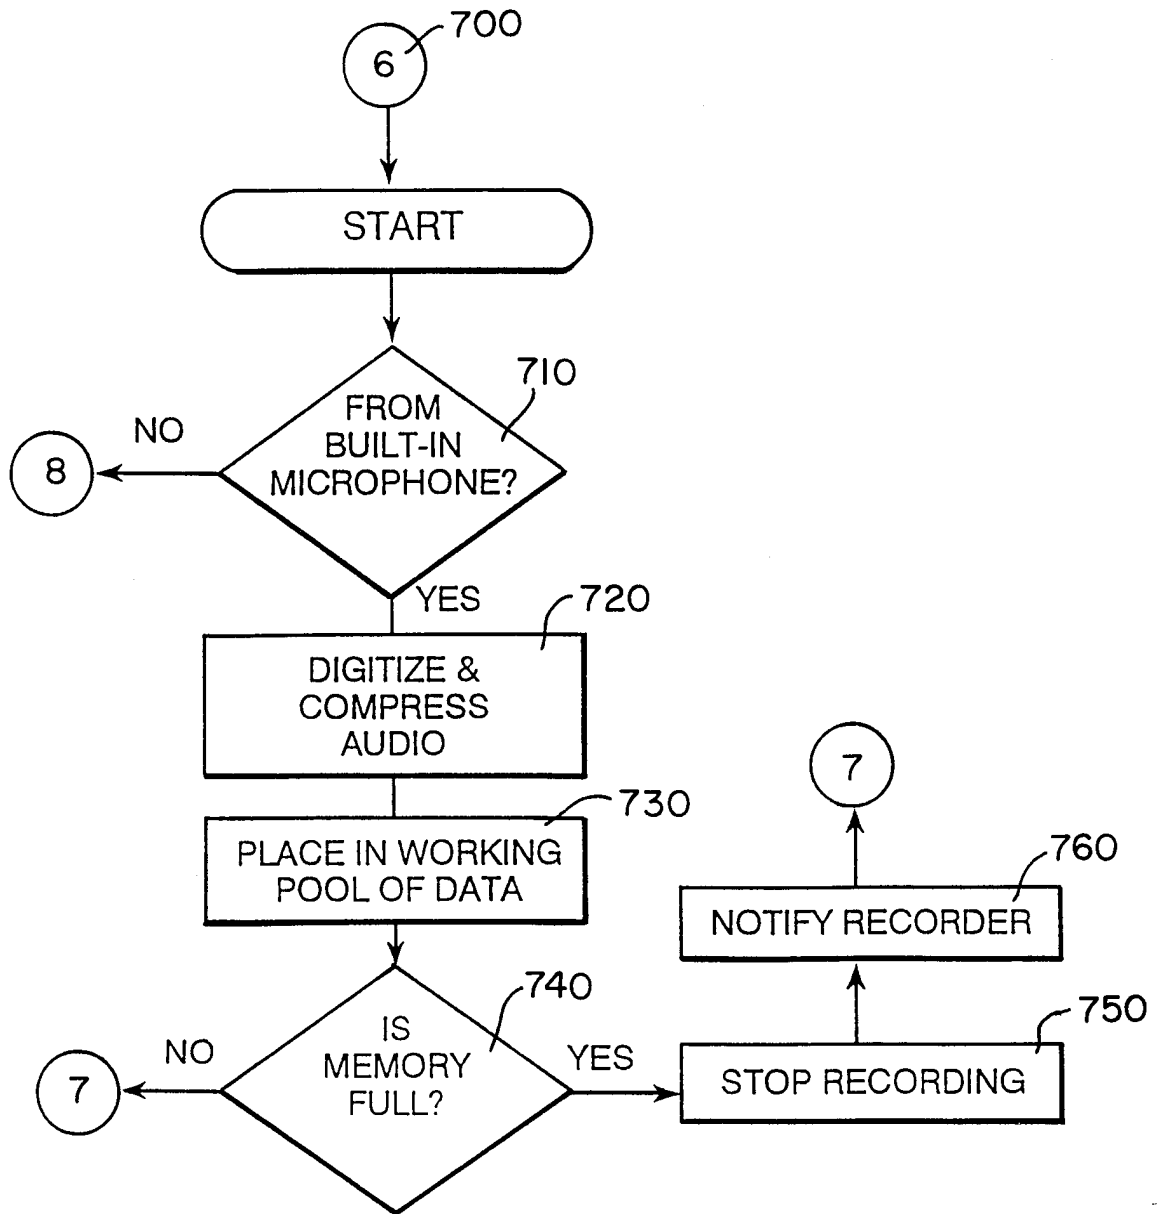 700
6
START
710
FROM
BUILT-IN
MICROPHONE?
NO
8
YES
720
DIGITIZE &
COMPRESS
AUDIO
730
PLACE IN WORKING
POOL OF DATA
740
IS
MEMORY
FULL?
NO
7
YES
750
STOP RECORDING
760
NOTIFY RECORDER
7